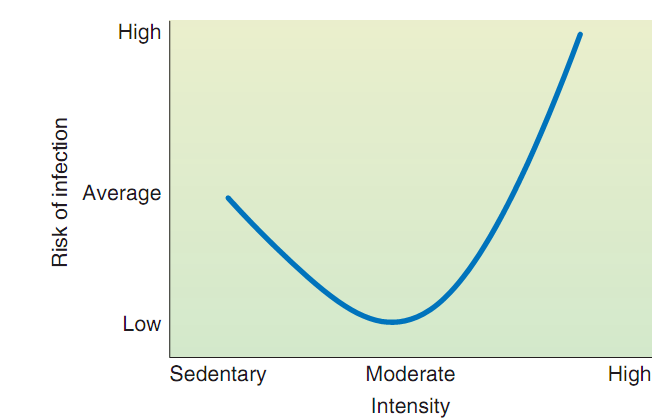 High
Risk of infection
Average
Low
Sedentary Moderate High
Intensity